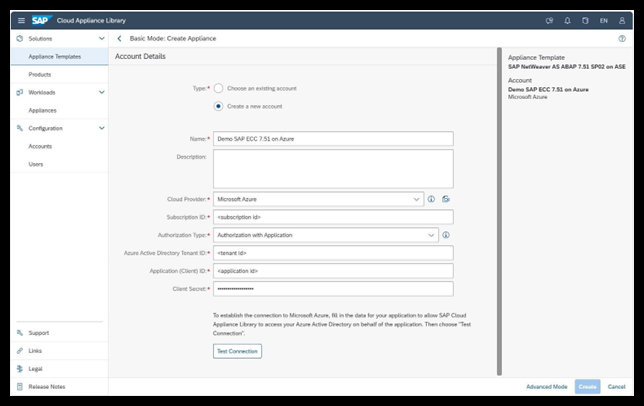 SAP Cloud Appliance Library EN
Solutions
Appliance Templates
Products
Workloads
Appliances
Configuration
Accounts
Users
Support
Links
Legal
Release Notes
Basic Mode: Create Appliance
Account Details
Type:* Choose an existing account
Create a new account
Name:* Demo SAP ECC 7.51 on Azure
Description:
Cloud Provider:* Microsoft Azure
Subscription ID:* <subscription Id>
Authorization Type:* Authorization with Application
Azure Active Directory Tenant ID:* <tenant Id>
Application (Client) ID:* <application Id>
Client Secret:* ••••••••••••••••••
To establish the connection to Microsoft Azure, fill in the data for your application to allow SAP Cloud
Appliance Library to access your Azure Active Directory on behalf of the application. Then choose "Test
Connection".
Test Connection
Appliance Template
SAP NetWeaver AS ABAP 7.51 SP02 on ASE
Account
Demo SAP ECC 7.51 on Azure
Microsoft Azure
Advanced Mode Create Cancel